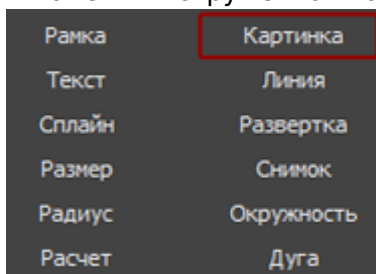 Рамка Картинка
Текст Линия
Сплайн Развертка
Размер Снимок
Радиус Окружность
Расчет Дуга